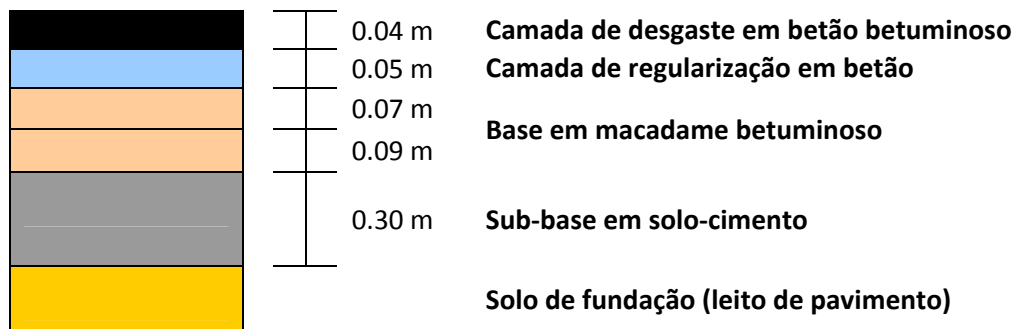 0.04 m Camada de desgaste em betão betuminoso
0.05 m Camada de regularização em betão
0.07 m
Base em macadame betuminoso
0.09 m
0.30 m Sub-base em solo-cimento
Solo de fundação (leito de pavimento)